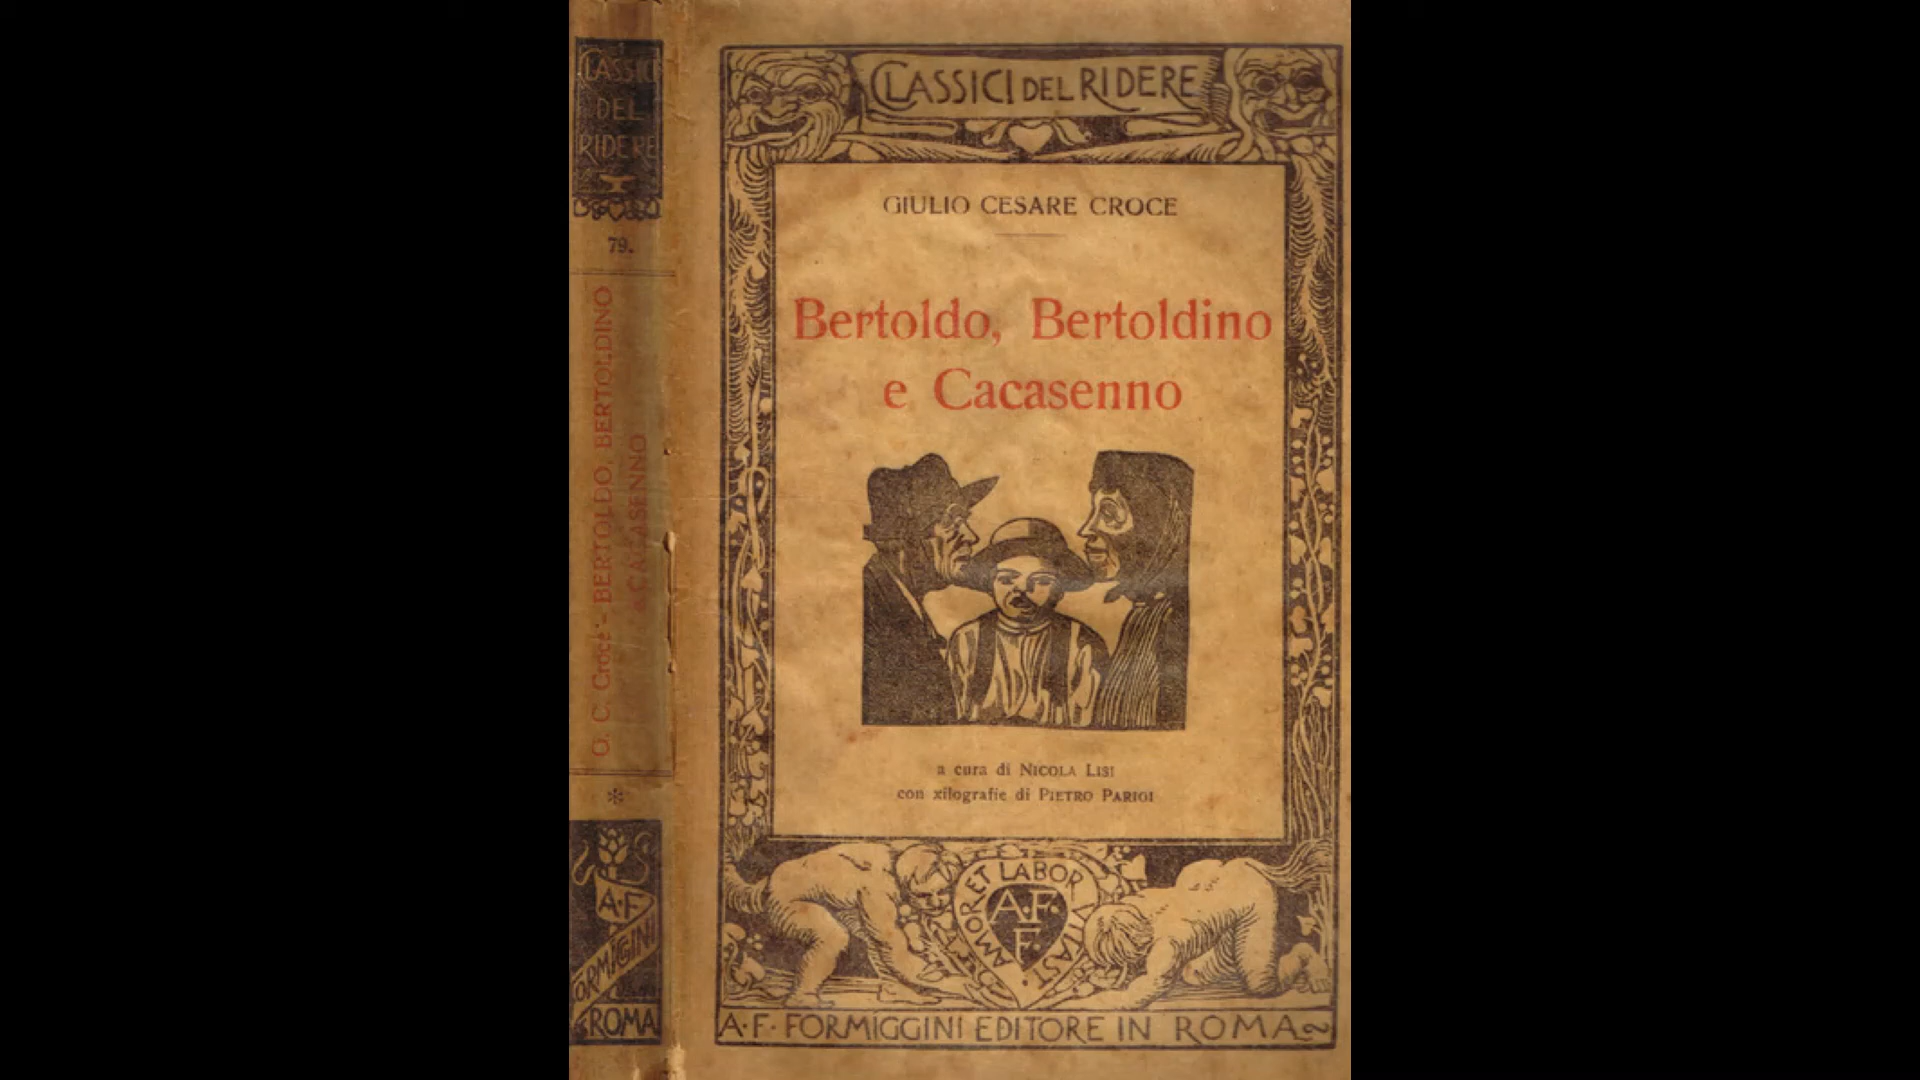 CLASSICI
DEL
RIDERE
79.
G. C. Croce - BERTOLDO, BERTOLDINO
e CACASENNO
*
A·F
FORMIGGINI
ROMA
CLASSICI DEL RIDERE
GIULIO CESARE CROCE
Bertoldo, Bertoldino
e Cacasenno
a cura di NICOLA LISI
con xilografie di PIETRO PARIGI
AMOR ET LABOR VITAST
A·F·
F·
A·F·FORMIGGINI EDITORE IN ROMA